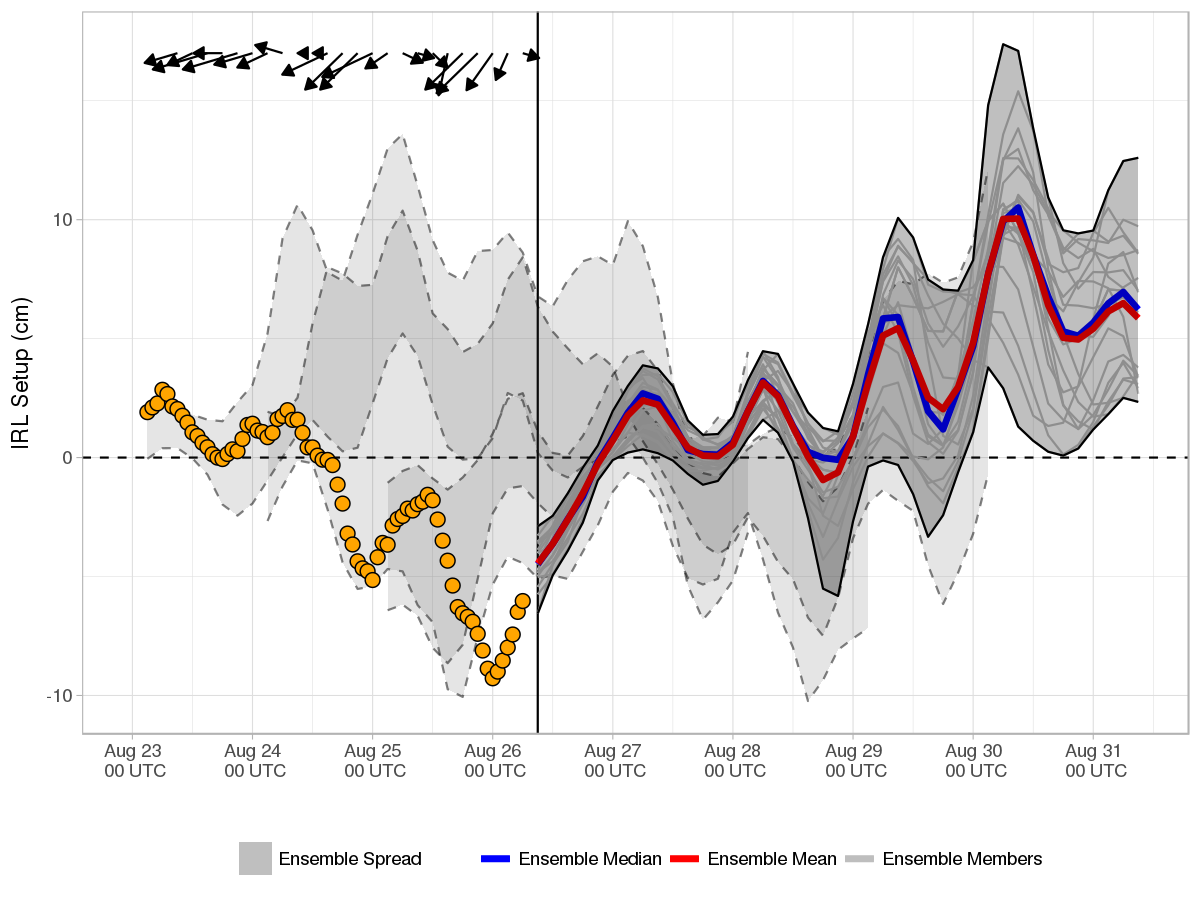 IRL Setup (cm)
10
0
-10
Aug 23 Aug 24 Aug 25 Aug 26 Aug 27 Aug 28 Aug 29 Aug 30 Aug 31
00 UTC 00 UTC 00 UTC 00 UTC 00 UTC 00 UTC 00 UTC 00 UTC 00 UTC
Ensemble Spread Ensemble Median Ensemble Mean Ensemble Members